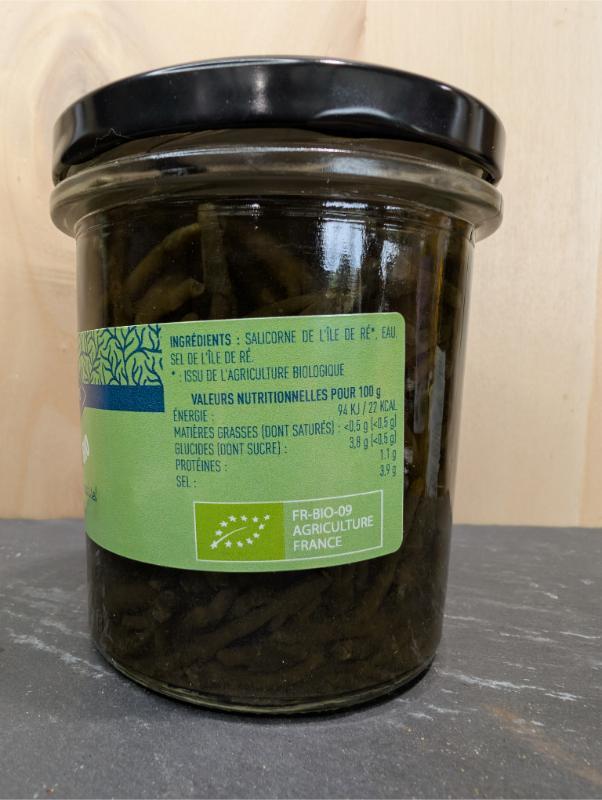 INGRÉDIENTS : SALICORNE DE L'ÎLE DE RÉ*, EAU,
SEL DE L'ÎLE DE RÉ.
* : ISSU DE L'AGRICULTURE BIOLOGIQUE
VALEURS NUTRITIONNELLES POUR 100 g
ÉNERGIE : 94 KJ / 22 KCAL
MATIÈRES GRASSES (DONT SATURÉS) : <0,5 g (<0,5 g)
GLUCIDES (DONT SUCRE) : 3,8 g (<0,5 g)
PROTÉINES : 1.1 g
SEL : 3.9 g
FR-BIO-09
AGRICULTURE
FRANCE